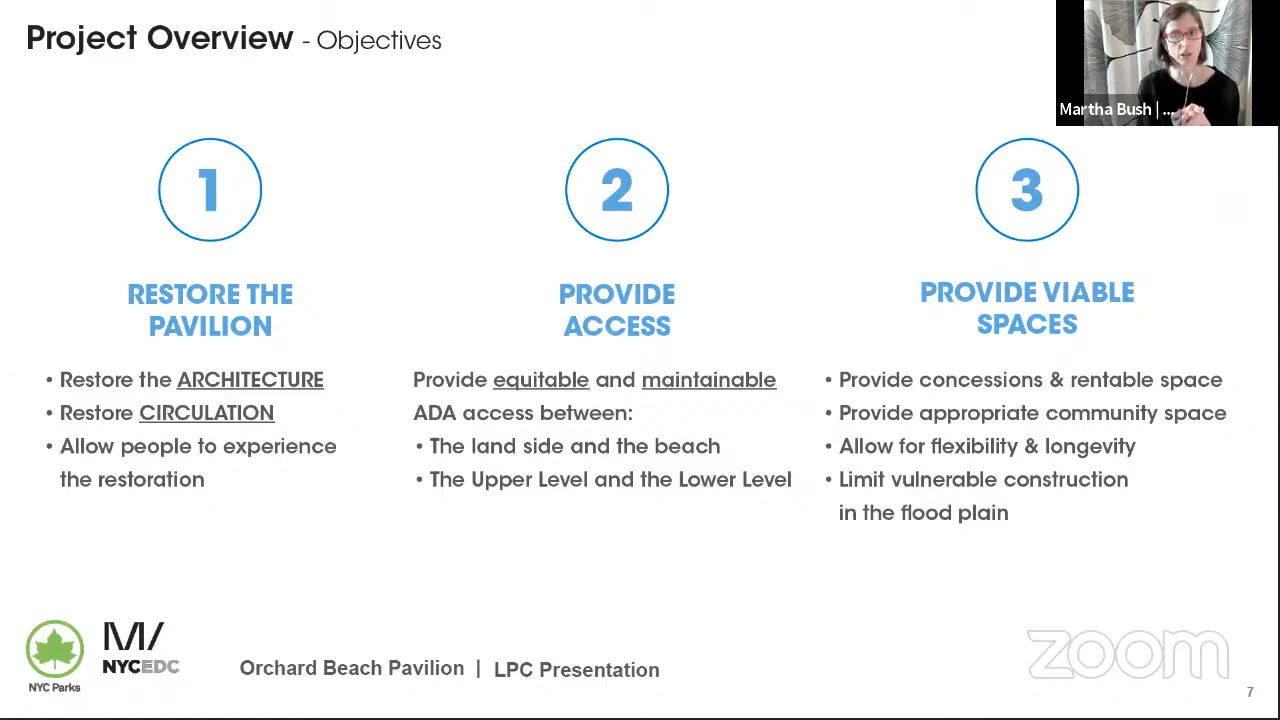 Project Overview - Objectives
Martha Bush | ...
1
RESTORE THE
PAVILION
• Restore the ARCHITECTURE
• Restore CIRCULATION
• Allow people to experience
the restoration
2
PROVIDE
ACCESS
Provide equitable and maintainable
ADA access between:
• The land side and the beach
• The Upper Level and the Lower Level
3
PROVIDE VIABLE
SPACES
• Provide concessions & rentable space
• Provide appropriate community space
• Allow for flexibility & longevity
• Limit vulnerable construction
in the flood plain
NYC Parks
M/
NYCEDC
Orchard Beach Pavilion | LPC Presentation
zoom
7